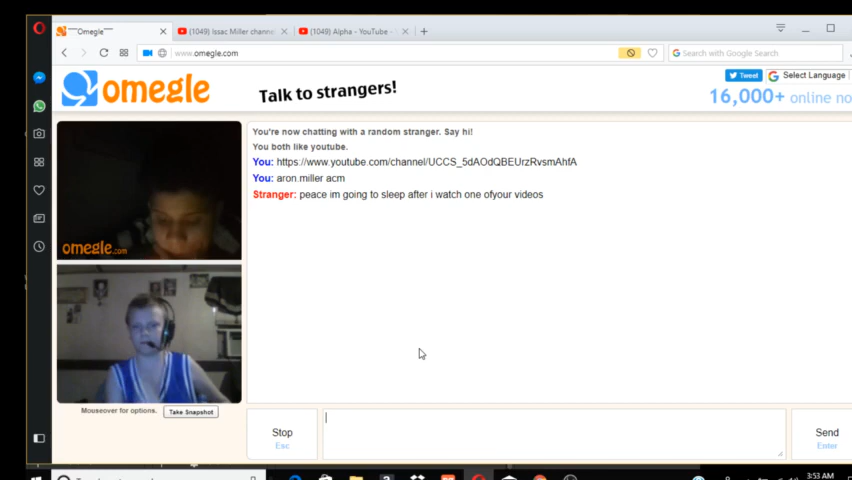 Omegle
(1049) Issac Miller channe
(1049) Alpha - YouTube -
www.omegle.com
Search with Google Search
omegle
Talk to strangers!
Tweet
Select Language
16,000+ online no
You're now chatting with a random stranger. Say hi!
You both like youtube.
You: https://www.youtube.com/channel/UCCS_5dAOdQBEUrzRvsmAhfA
You: aron.miller acm
Stranger: peace im going to sleep after i watch one ofyour videos
omegle.com
Mouseover for options.
Take Snapshot
Stop
Esc
Send
Enter
3:53 AM